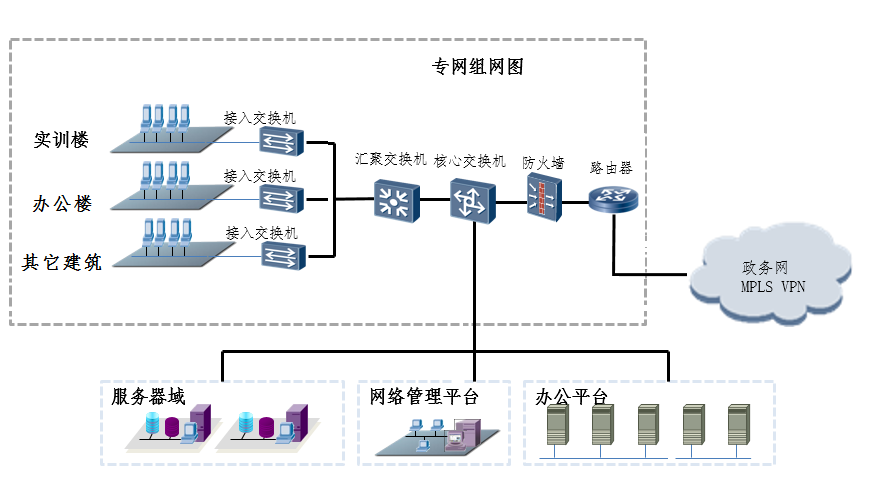 专网组网图
接入交换机
实训楼
汇聚交换机
核心交换机
防火墙
路由器
接入交换机
办公楼
接入交换机
其它建筑
政务网
MPLS VPN
服务器域
网络管理平台
办公平台